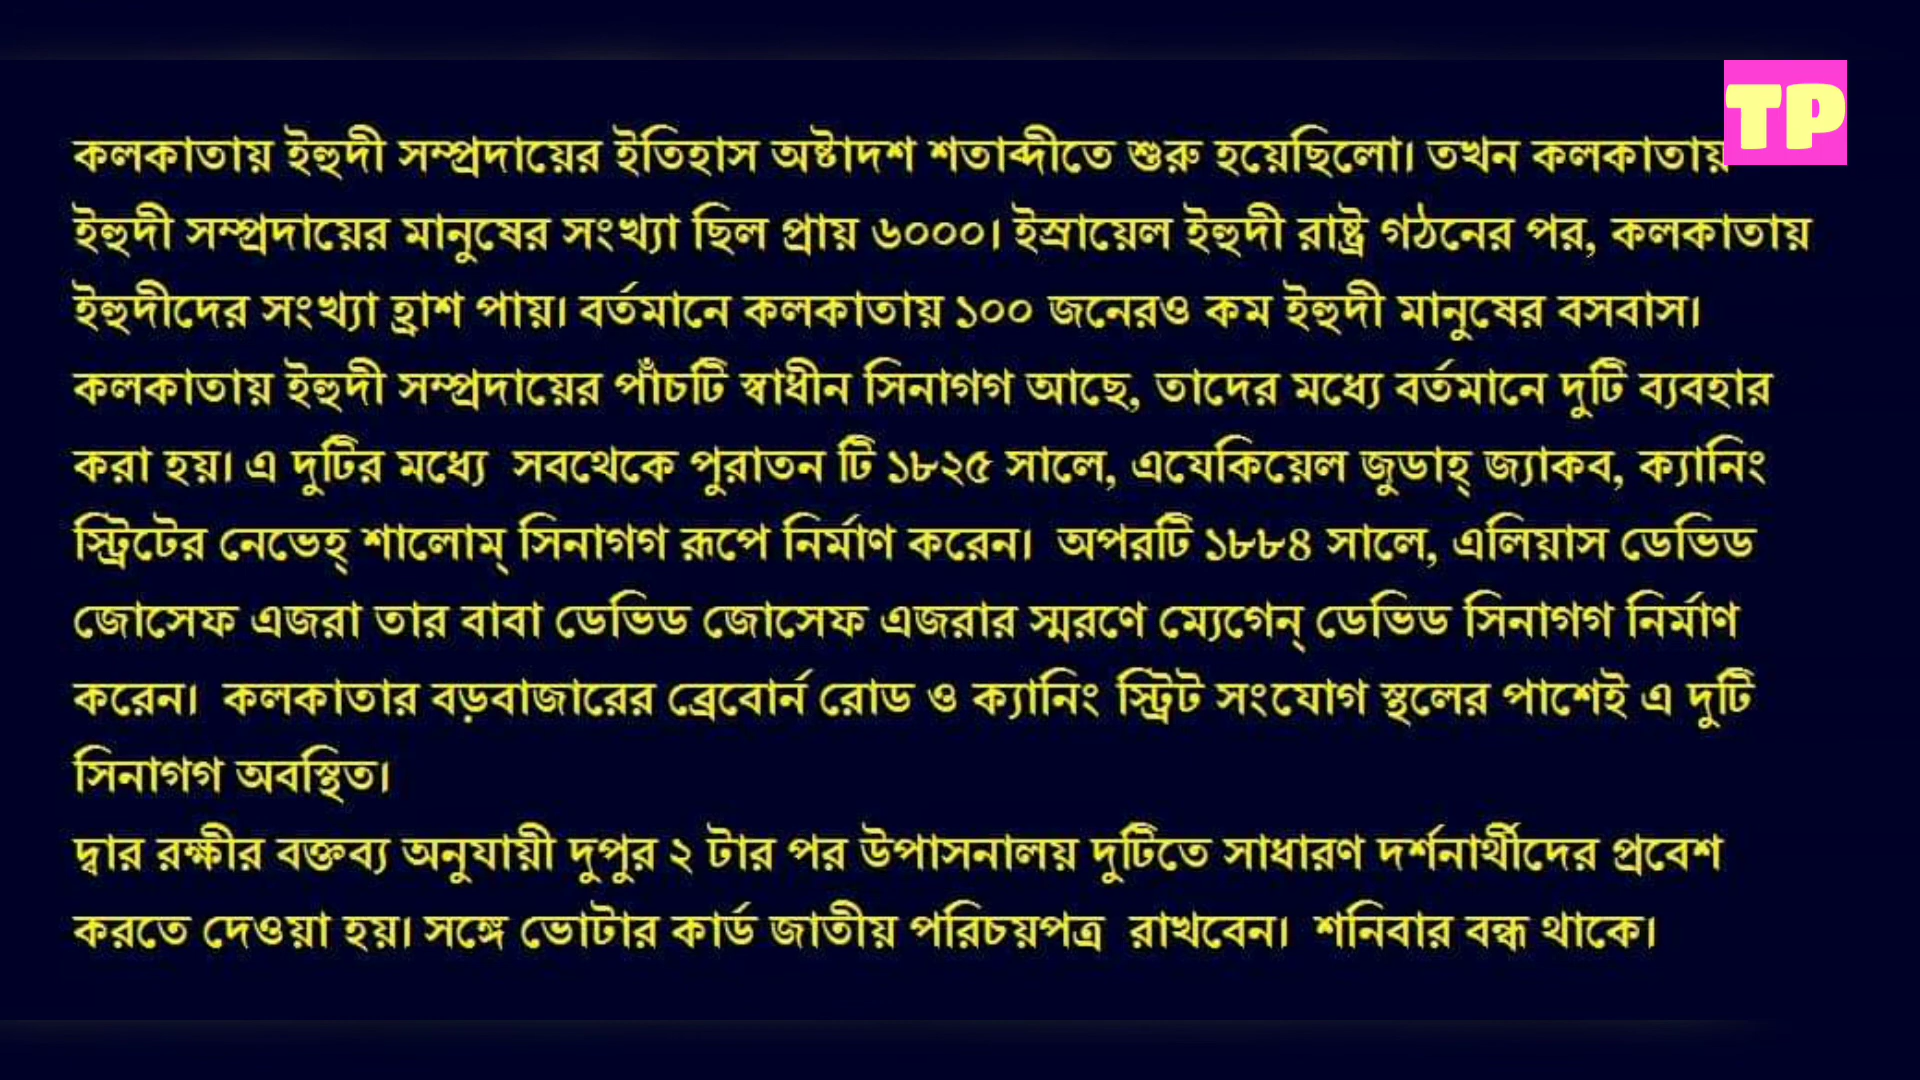 TP
কলকাতায় ইহুদী সম্প্রদায়ের ইতিহাস অষ্টাদশ শতাব্দীতে শুরু হয়েছিলো। তখন কলকাতায়
ইহুদী সম্প্রদায়ের মানুষের সংখ্যা ছিল প্রায় ৬০০০। ইস্রায়েল ইহুদী রাষ্ট্র গঠনের পর, কলকাতায়
ইহুদীদের সংখ্যা হ্রাশ পায়। বর্তমানে কলকাতায় ১০০ জনেরও কম ইহুদী মানুষের বসবাস।
কলকাতায় ইহুদী সম্প্রদায়ের পাঁচটি স্বাধীন সিনাগগ আছে, তাদের মধ্যে বর্তমানে দুটি ব্যবহার
করা হয়। এ দুটির মধ্যে সবথেকে পুরাতন টি ১৮২৫ সালে, এযেকিয়েল জুডাহ্ জ্যাকব, ক্যানিং
স্ট্রিটের নেভেহ্ শালোম্ সিনাগগ রূপে নির্মাণ করেন। অপরটি ১৮৮৪ সালে, এলিয়াস ডেভিড
জোসেফ এজরা তার বাবা ডেভিড জোসেফ এজরার স্মরণে ম্যেগেন্ ডেভিড সিনাগগ নির্মাণ
করেন। কলকাতার বড়বাজারের ব্রেবোর্ন রোড ও ক্যানিং স্ট্রিট সংযোগ স্থলের পাশেই এ দুটি
সিনাগগ অবস্থিত।
দ্বার রক্ষীর বক্তব্য অনুযায়ী দুপুর ২ টার পর উপাসনালয় দুটিতে সাধারণ দর্শনার্থীদের প্রবেশ
করতে দেওয়া হয়। সঙ্গে ভোটার কার্ড জাতীয় পরিচয়পত্র রাখবেন। শনিবার বন্ধ থাকে।